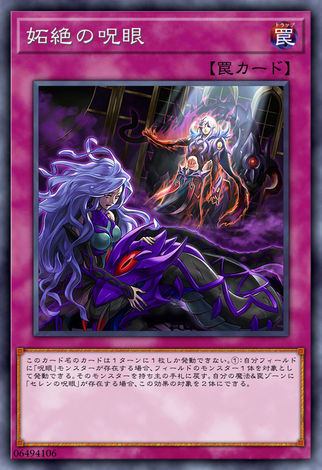 妬絶の呪眼
トラップ
罠
【罠カード】
このカード名のカードは１ターンに１枚しか発動できない。①：自分フィールド
に「呪眼」モンスターが存在する場合、フィールドのモンスター１体を対象とし
て発動できる。そのモンスターを持ち主の手札に戻す。自分の魔法&罠ゾーンに
「セレンの呪眼」が存在する場合、この効果の対象を２体にできる。
06494106